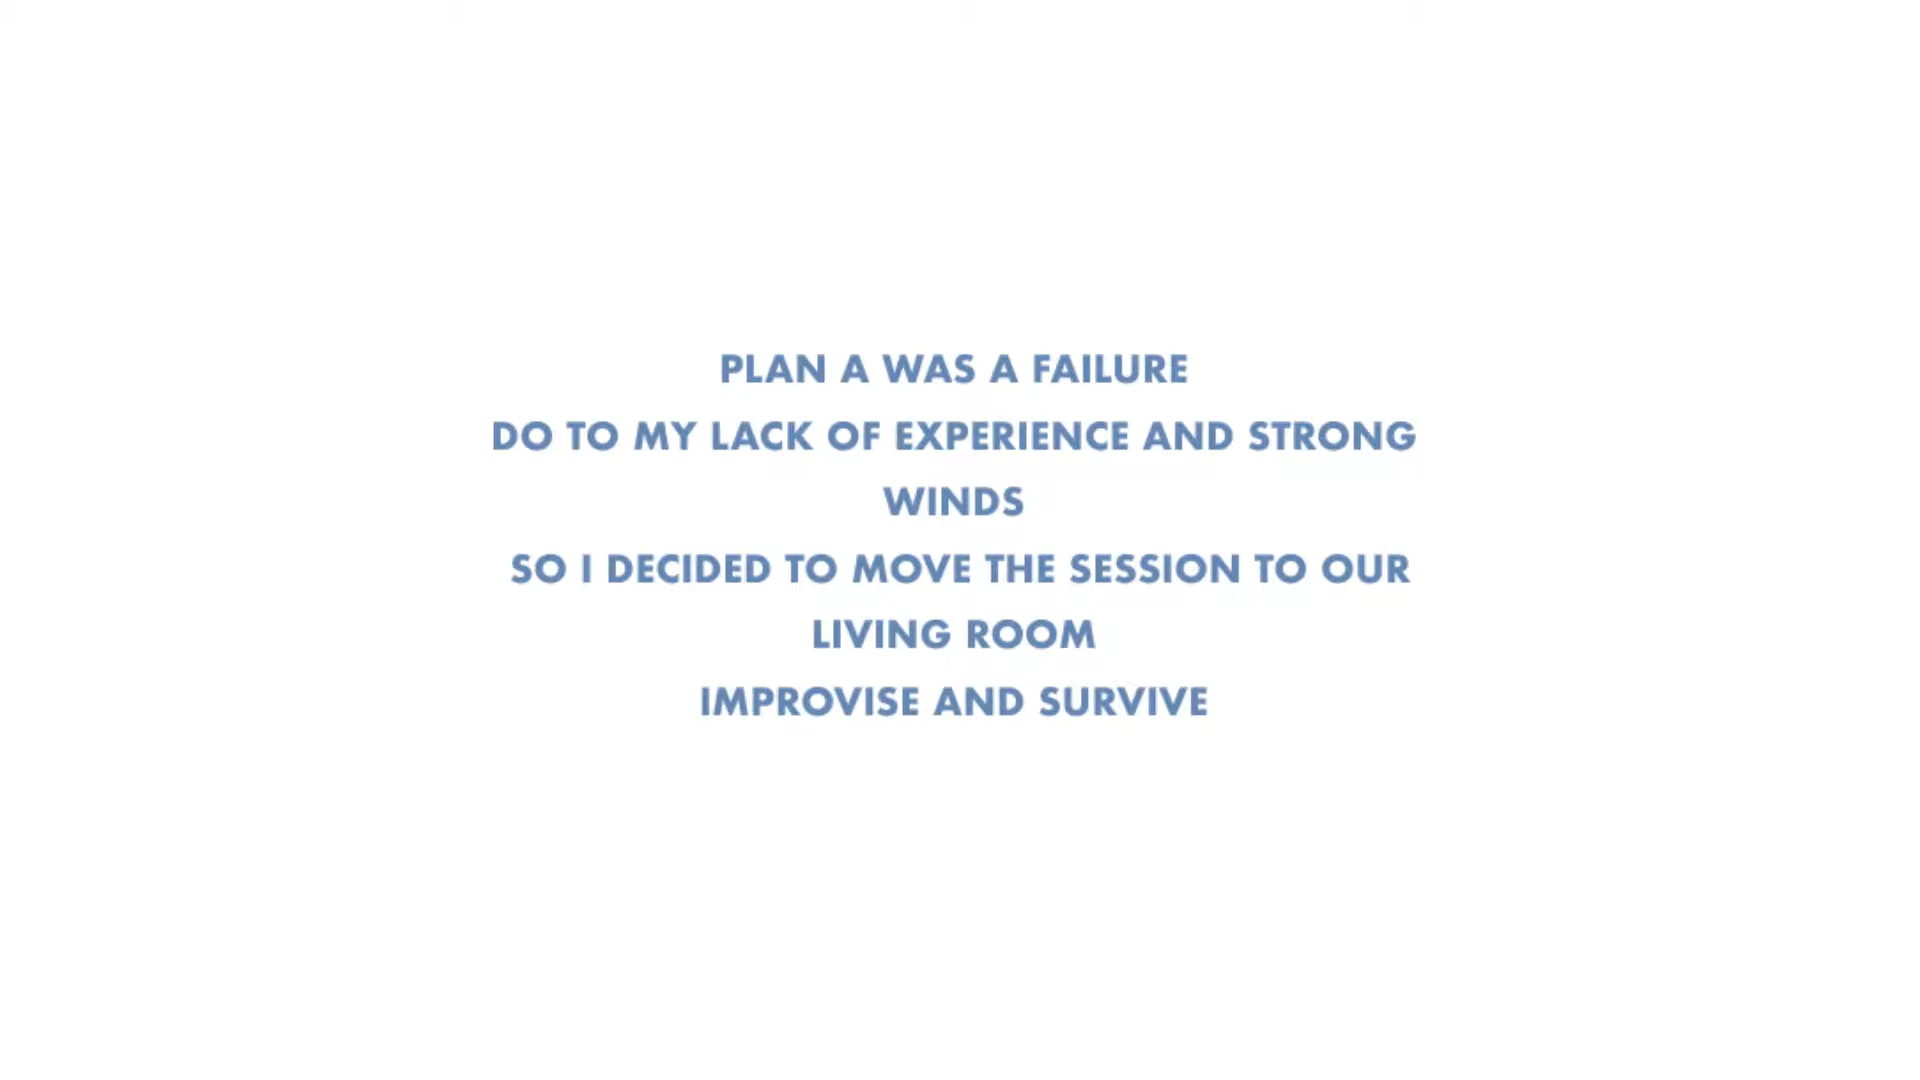 PLAN A WAS A FAILURE
DO TO MY LACK OF EXPERIENCE AND STRONG
WINDS
SO I DECIDED TO MOVE THE SESSION TO OUR
LIVING ROOM
IMPROVISE AND SURVIVE